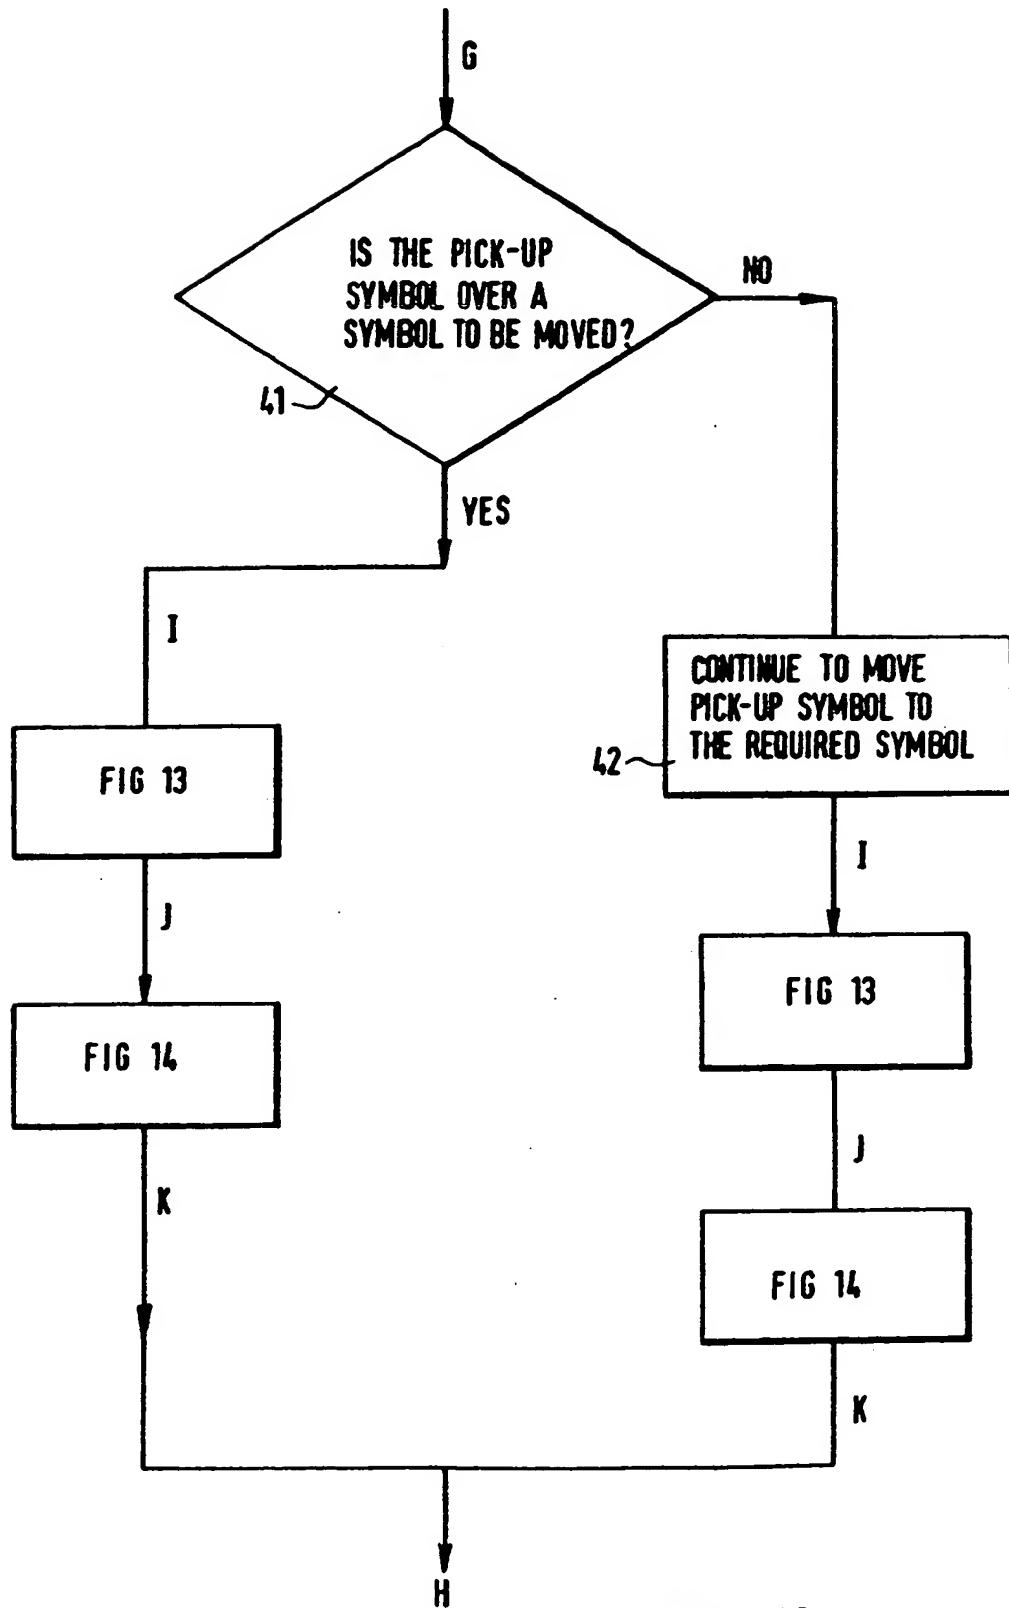 G
IS THE PICK-UP
SYMBOL OVER A
SYMBOL TO BE MOVED?
NO
41
YES
I
CONTINUE TO MOVE
PICK-UP SYMBOL TO
THE REQUIRED SYMBOL
42
FIG 13
I
J
FIG 13
FIG 14
J
K
FIG 14
K
H